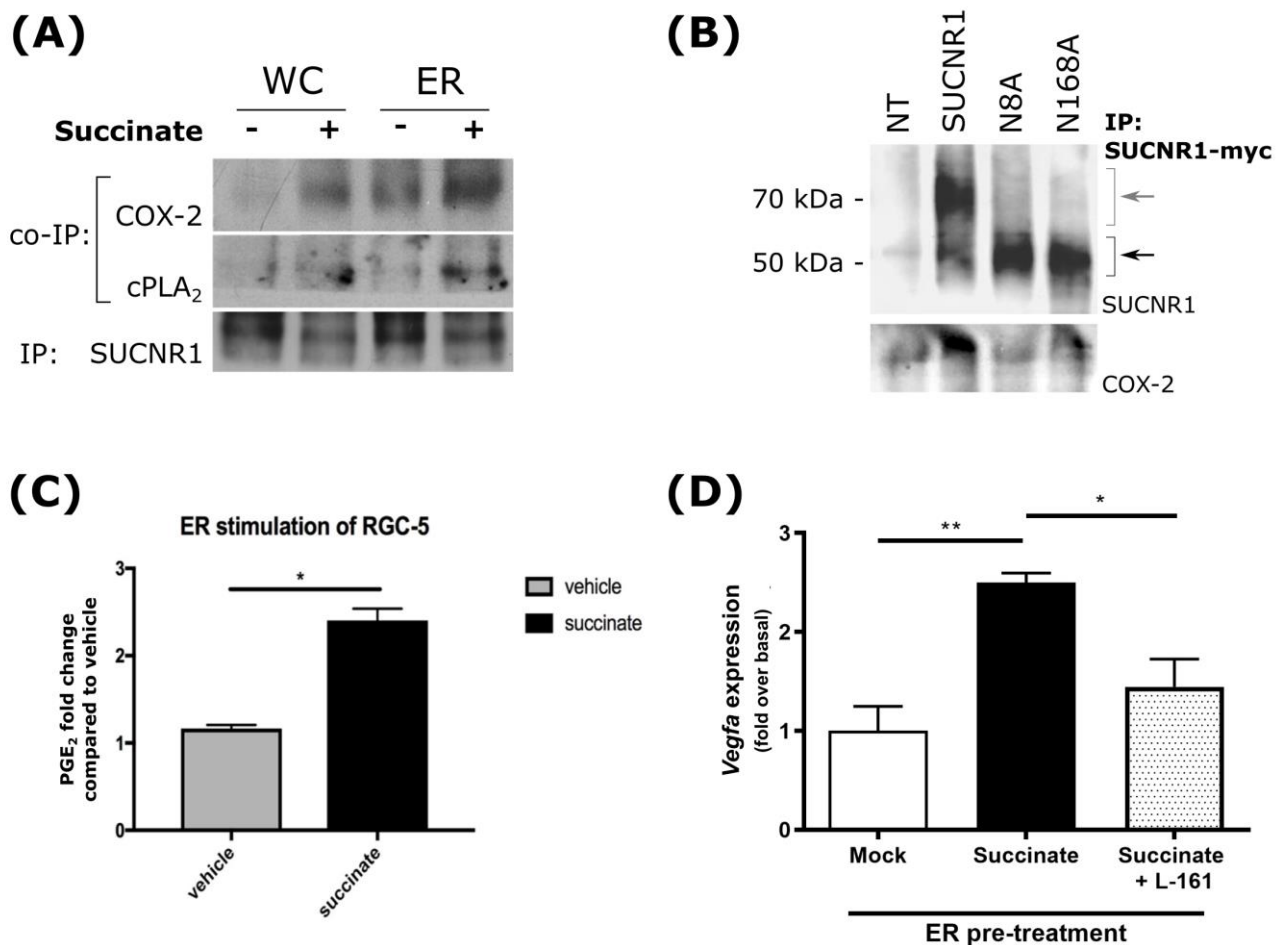 (A)
WC ER
Succinate - + - +
co-IP:
COX-2
cPLA₂
IP: SUCNR1
(B)
NT
SUCNR1
N8A
N168A
IP:
SUCNR1-myc
70 kDa -
50 kDa -
SUCNR1
COX-2
(C)
ER stimulation of RGC-5
PGE₂ fold change
compared to vehicle
3
2
1
0
*
vehicle
succinate
vehicle
succinate
(D)
Vegfa expression
(fold over basal)
3
2
1
0
**
*
Mock
Succinate
Succinate
+ L-161
ER pre-treatment